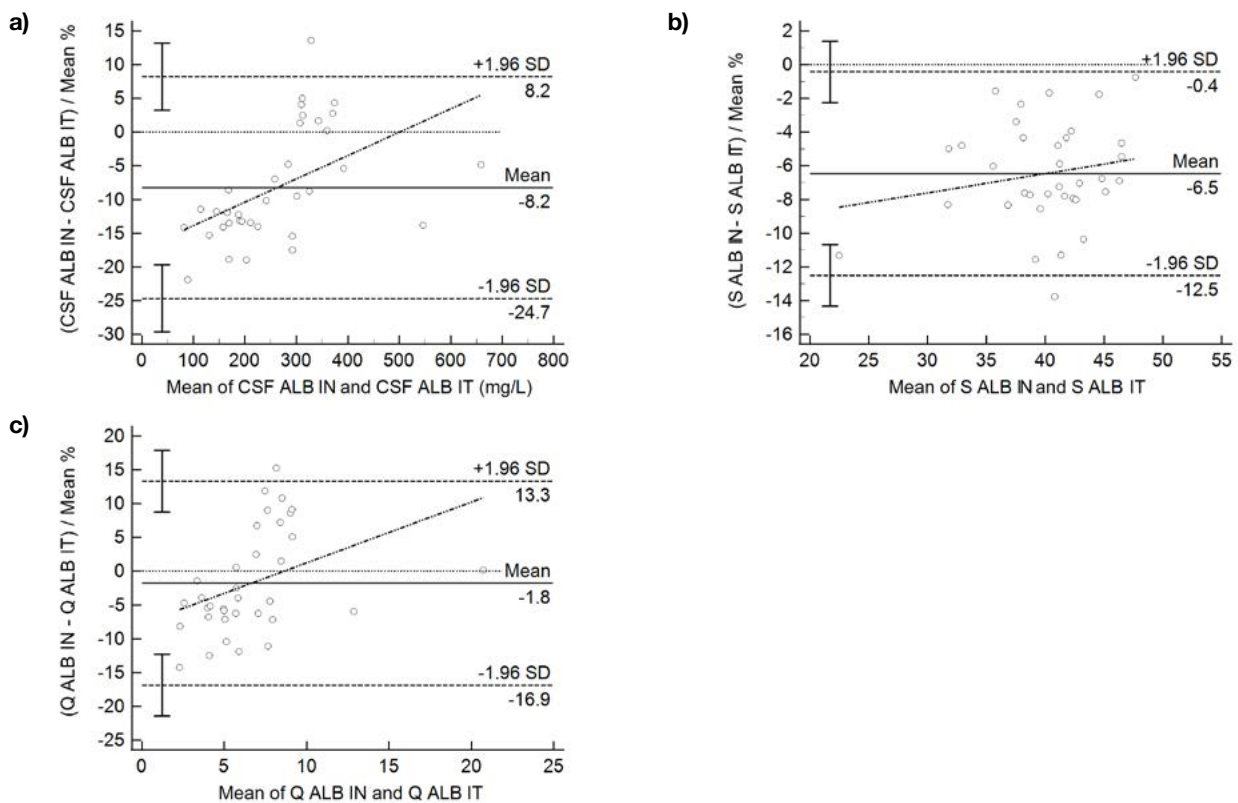 a)
(CSF ALB IN - CSF ALB IT) / Mean %
15
10
5
0
-5
-10
-15
-20
-25
-30
+1.96 SD
8.2
Mean
-8.2
-1.96 SD
-24.7
0 100 200 300 400 500 600 700 800
Mean of CSF ALB IN and CSF ALB IT (mg/L)
b)
(S ALB IN - S ALB IT) / Mean %
2
0
-2
-4
-6
-8
-10
-12
-14
-16
+1.96 SD
-0.4
Mean
-6.5
-1.96 SD
-12.5
20 25 30 35 40 45 50 55
Mean of S ALB IN and S ALB IT
c)
(Q ALB IN - Q ALB IT) / Mean %
20
15
10
5
0
-5
-10
-15
-20
-25
+1.96 SD
13.3
Mean
-1.8
-1.96 SD
-16.9
0 5 10 15 20 25
Mean of Q ALB IN and Q ALB IT